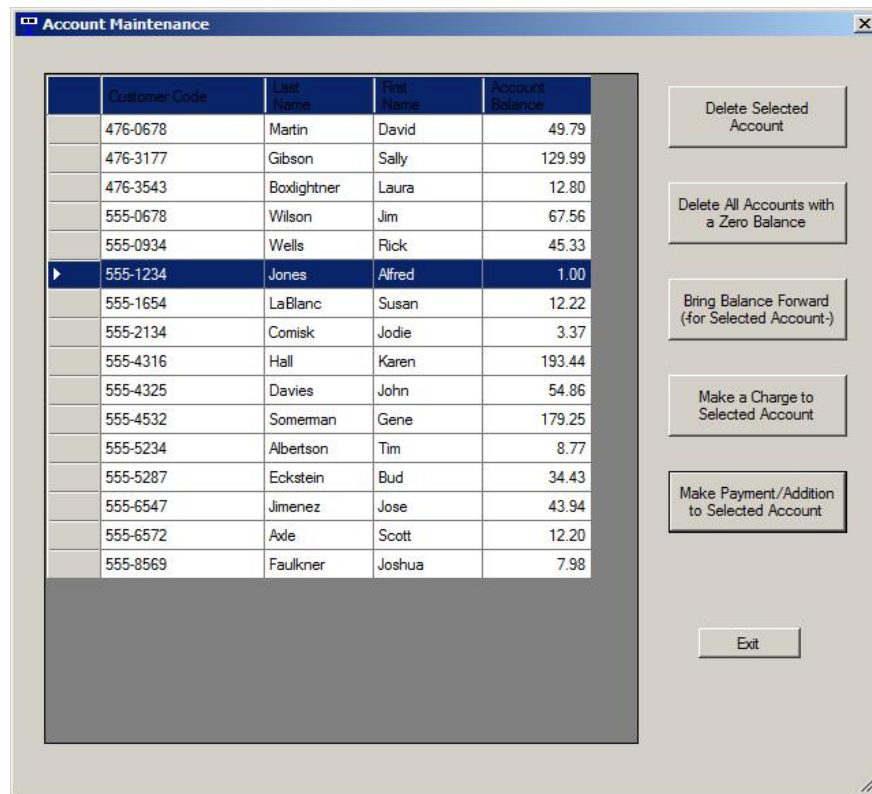 Account Maintenance
Customer Code Last Name First Name Account Balance
476-0678 Martin David 49.79
476-3177 Gibson Sally 129.99
476-3543 Boxlightner Laura 12.80
555-0678 Wilson Jim 67.56
555-0934 Wells Rick 45.33
555-1234 Jones Alfred 1.00
555-1654 LaBlanc Susan 12.22
555-2134 Comisk Jodie 3.37
555-4316 Hall Karen 193.44
555-4325 Davies John 54.86
555-4532 Somerman Gene 179.25
555-5234 Albertson Tim 8.77
555-5287 Eckstein Bud 34.43
555-6547 Jimenez Jose 43.94
555-6572 Axle Scott 12.20
555-8569 Faulkner Joshua 7.98
Delete Selected
Account
Delete All Accounts with
a Zero Balance
Bring Balance Forward
(-for Selected Account-)
Make a Charge to
Selected Account
Make Payment/Addition
to Selected Account
Exit